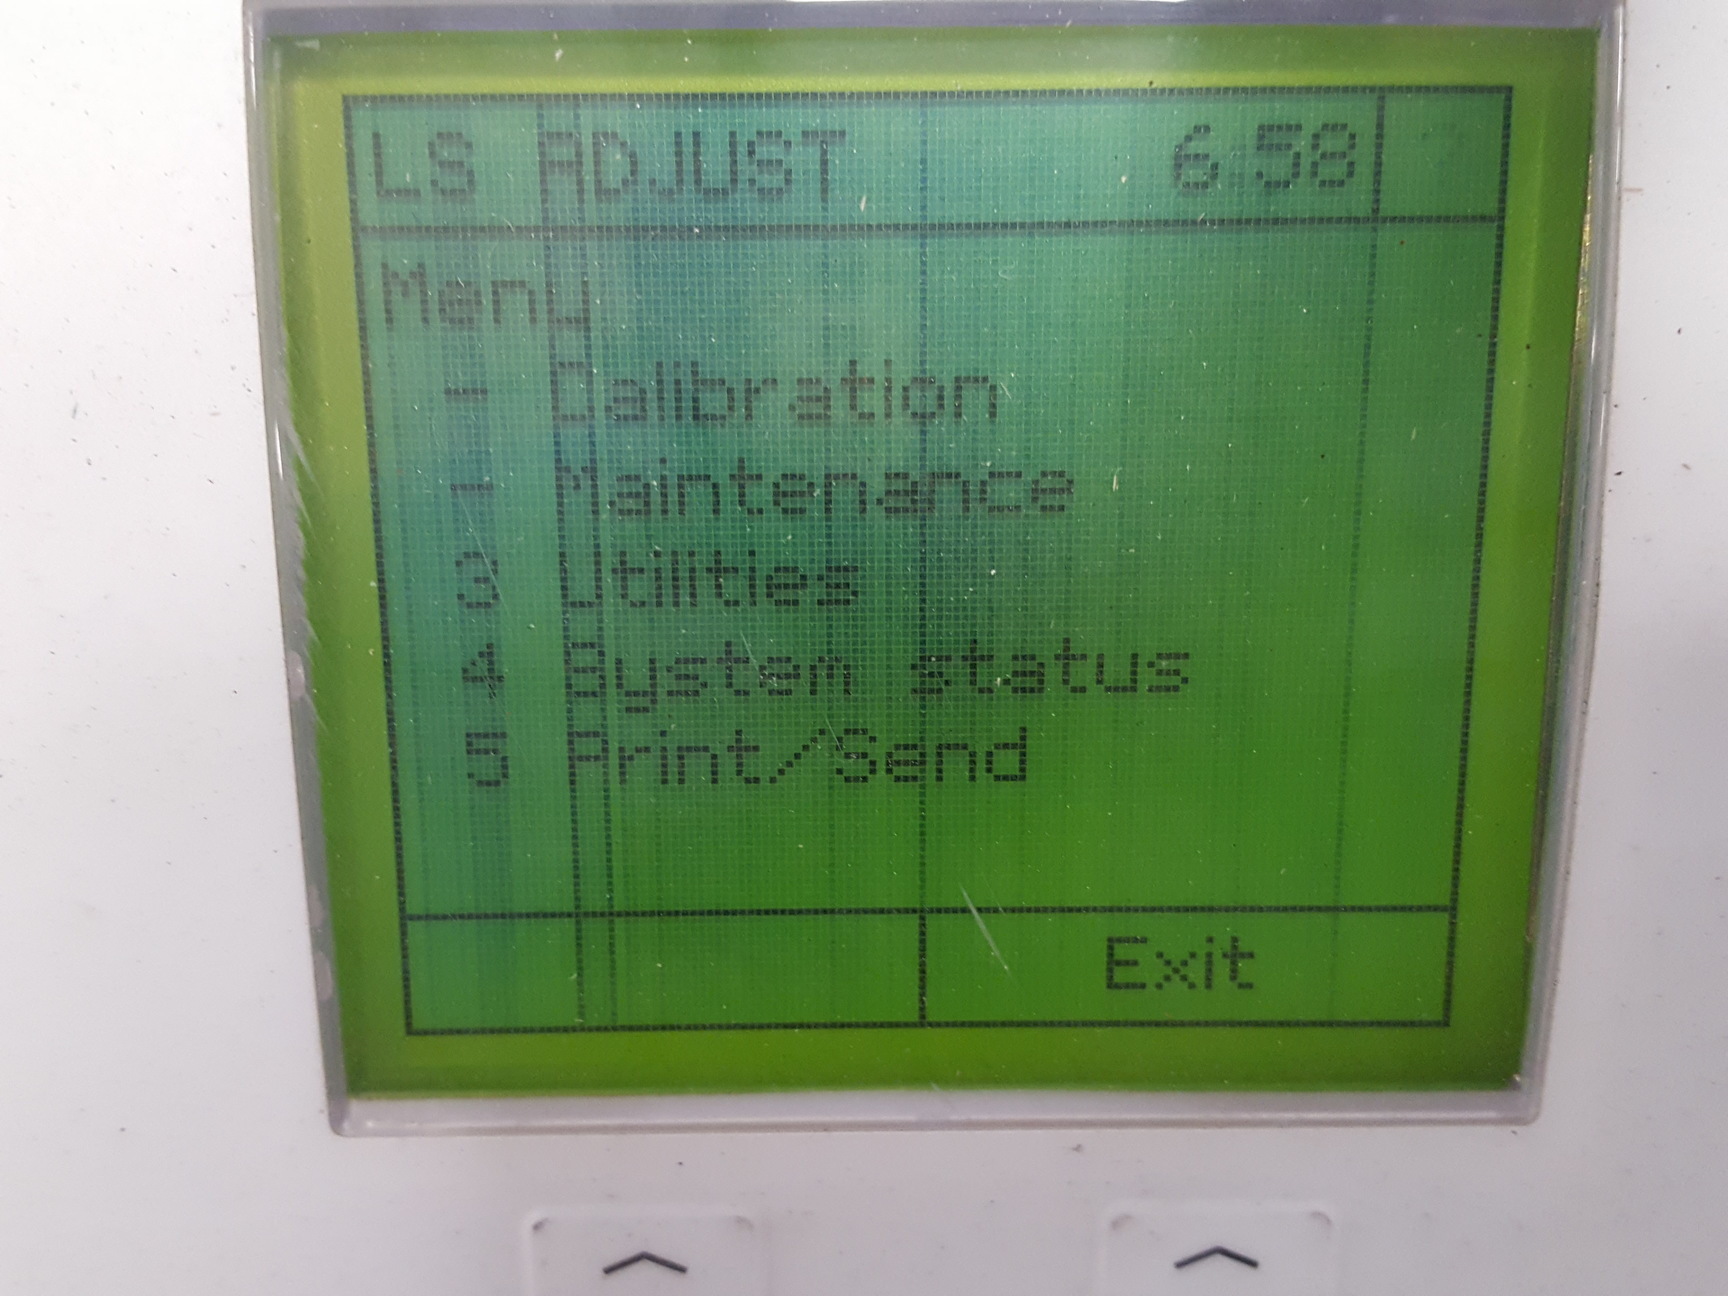 LS ADJUST 6.58
Menu
- Calibration
- Maintenance
3 Utilities
4 System status
5 Print/Send
Exit